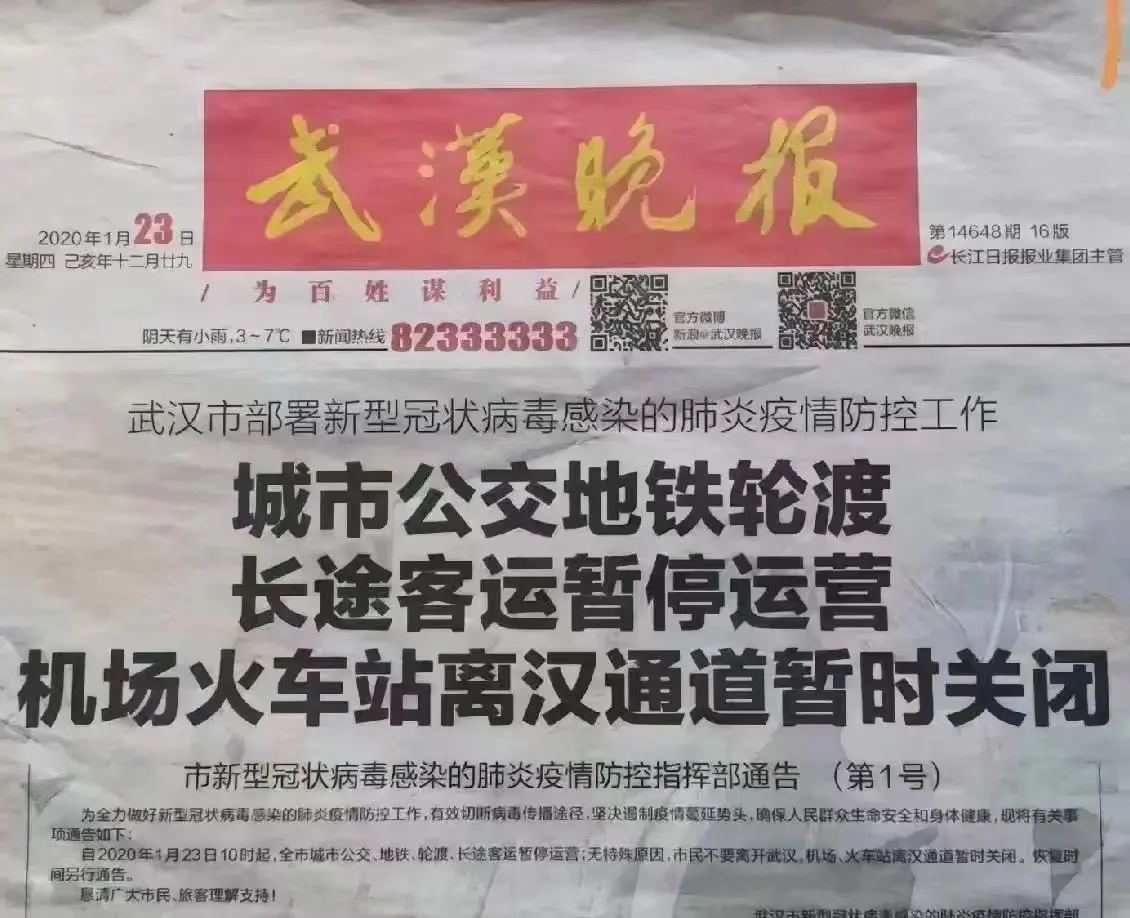 武漢晚报
2020年1月23日
星期四 己亥年十二月廿九
第14648期 16版
长江日报报业集团主管
/为百姓谋利益/
阴天有小雨,3~7℃ ■新闻热线 82333333
官方微博
新浪@武汉晚报
官方微信
武汉晚报
武汉市部署新型冠状病毒感染的肺炎疫情防控工作
城市公交地铁轮渡
长途客运暂停运营
机场火车站离汉通道暂时关闭
市新型冠状病毒感染的肺炎疫情防控指挥部通告 (第1号)
为全力做好新型冠状病毒感染的肺炎疫情防控工作,有效切断病毒传播途径,坚决遏制疫情蔓延势头,确保人民群众生命安全和身体健康,现将有关事
项通告如下:
自2020年1月23日10时起,全市城市公交、地铁、轮渡、长途客运暂停运营;无特殊原因,市民不要离开武汉,机场、火车站离汉通道暂时关闭。恢复时
间另行通告。
恳请广大市民、旅客理解支持!
武汉市新型冠状病毒感染的肺炎疫情防控指挥部